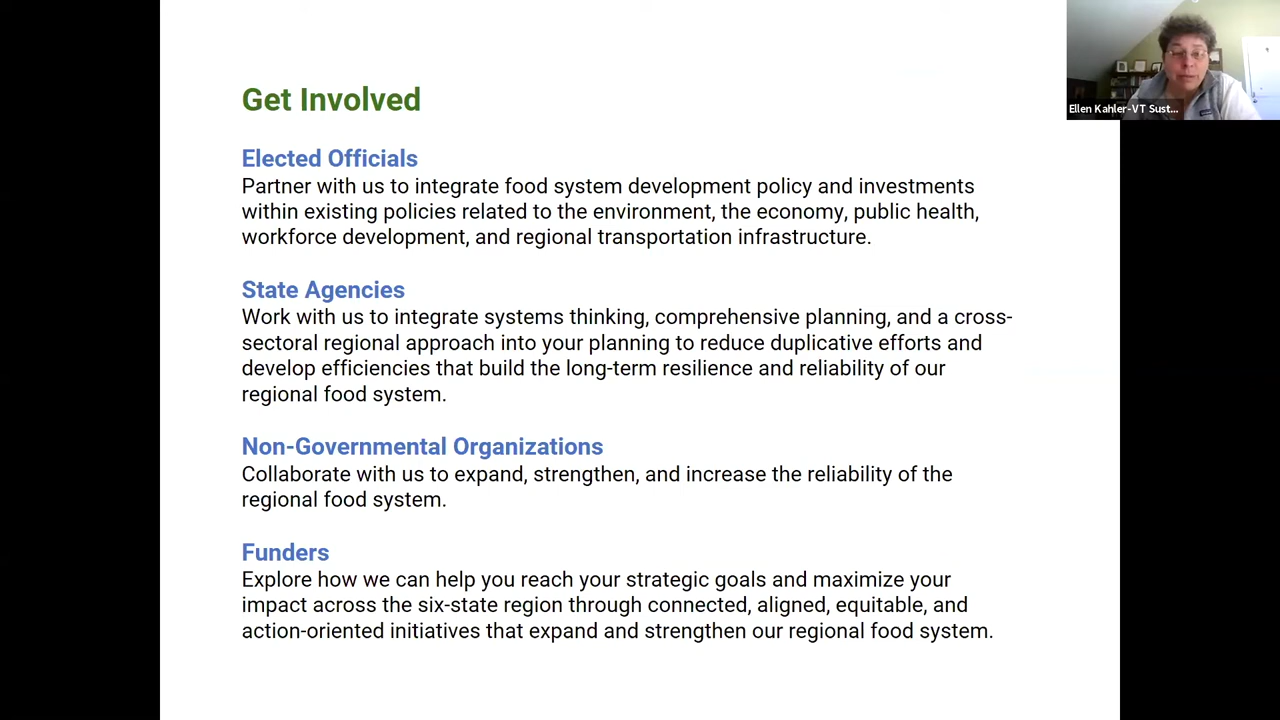 Get Involved
Elected Officials
Partner with us to integrate food system development policy and investments
within existing policies related to the environment, the economy, public health,
workforce development, and regional transportation infrastructure.
State Agencies
Work with us to integrate systems thinking, comprehensive planning, and a cross-
sectoral regional approach into your planning to reduce duplicative efforts and
develop efficiencies that build the long-term resilience and reliability of our
regional food system.
Non-Governmental Organizations
Collaborate with us to expand, strengthen, and increase the reliability of the
regional food system.
Funders
Explore how we can help you reach your strategic goals and maximize your
impact across the six-state region through connected, aligned, equitable, and
action-oriented initiatives that expand and strengthen our regional food system.
Ellen Kahler-VT Sust...